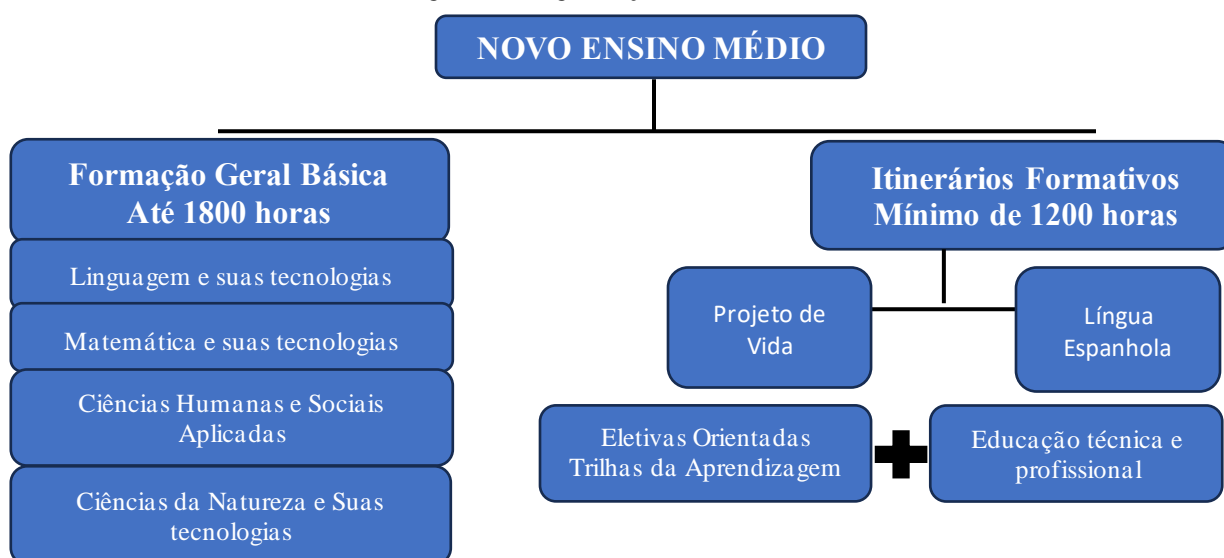 NOVO ENSINO MÉDIO
Formação Geral Básica
Até 1800 horas
Linguagem e suas tecnologias
Matemática e suas tecnologias
Ciências Humanas e Sociais
Aplicadas
Ciências da Natureza e Suas
tecnologias
Itinerários Formativos
Mínimo de 1200 horas
Projeto de
Vida
Língua
Espanhola
Eletivas Orientadas
Trilhas da Aprendizagem
Educação técnica e
profissional